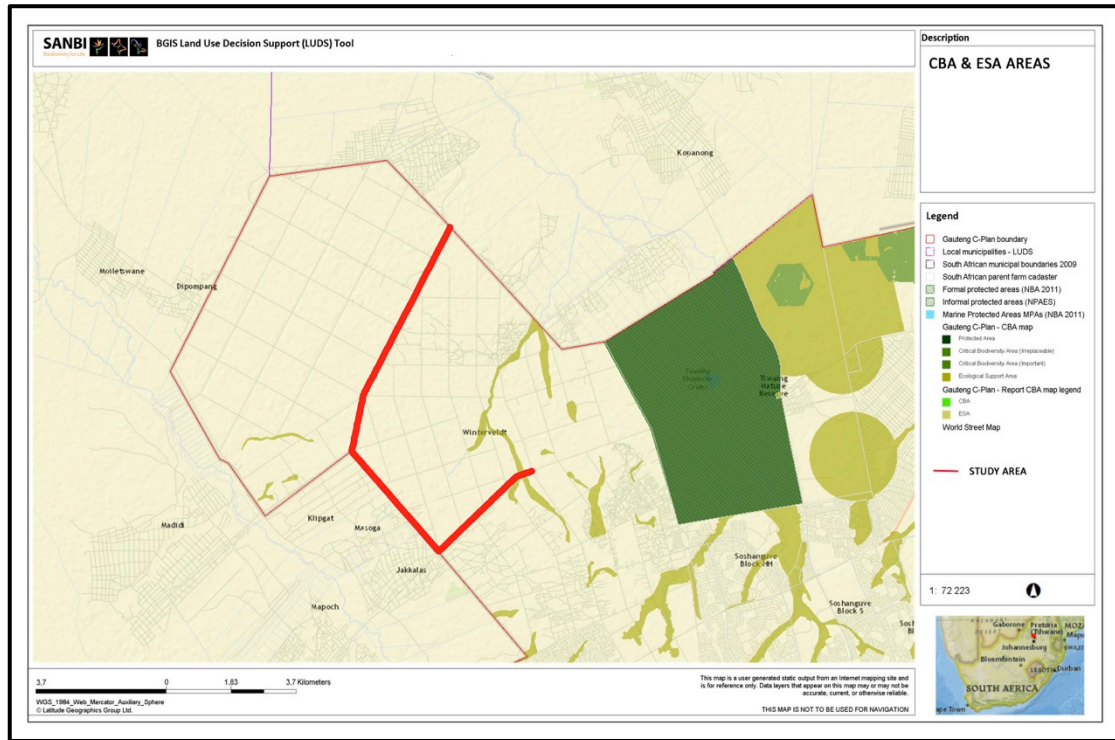 SANBI
Biodiversity for Life
BGIS Land Use Decision Support (LUDS) Tool
Description
CBA & ESA AREAS
Kopanong
Moiletswane
Dipompang
Tswaing
Nature
Reserve
Winterveldt
Madidi
Klipgat
Masoga
Jakkalas
Mapoch
Soshanguve
Block HH
Soshanguve
Block S
Legend
Gauteng C-Plan boundary
Local municipalities - LUDS
South African municipal boundaries 2009
South African parent farm cadaster
Formal protected areas (NBA 2011)
Informal protected areas (NPAES)
Marine Protected Areas MPAs (NBA 2011)
Gauteng C-Plan - CBA map
Protected Area
Critical Biodiversity Area (Irreplaceable)
Critical Biodiversity Area (Important)
Ecological Support Area
Gauteng C-Plan - Report CBA map legend
CBA
ESA
World Street Map
STUDY AREA
1: 72 223
3.7 0 1,83 3.7 Kilometers
WGS_1984_Web_Mercator_Auxiliary_Sphere
© Latitude Geographics Group Ltd.
This map is a user generated static output from an Internet mapping site and
is for reference only. Data layers that appear on this map may or may not be
accurate, current, or otherwise reliable.
THIS MAP IS NOT TO BE USED FOR NAVIGATION
Gaborone
Pretoria
(Tshwane)
Johannesburg
Bloemfontein
Durban
SOUTH AFRICA
ape Town